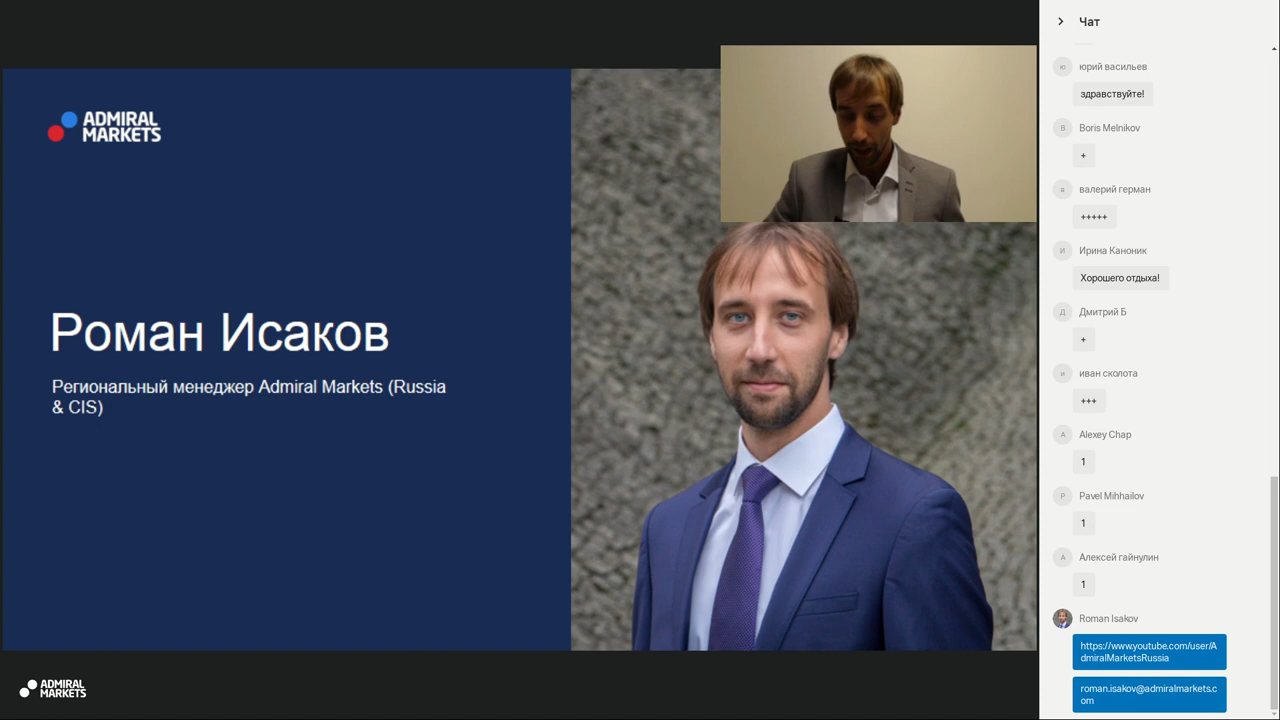 ADMIRAL
MARKETS
Роман Исаков
Региональный менеджер Admiral Markets (Russia
& CIS)
ADMIRAL
MARKETS
Чат
ю
юрий васильев
здравствуйте!
B
Boris Melnikov
+
в
валерий герман
+++++
И
Ирина Каноник
Хорошего отдыха!
Д
Дмитрий Б
+
и
иван сколота
+++
A
Alexey Chap
1
P
Pavel Mihhailov
1
А
Алексей гайнулин
1
Roman Isakov
https://www.youtube.com/user/A
dmiralMarketsRussia
roman.isakov@admiralmarkets.c
om